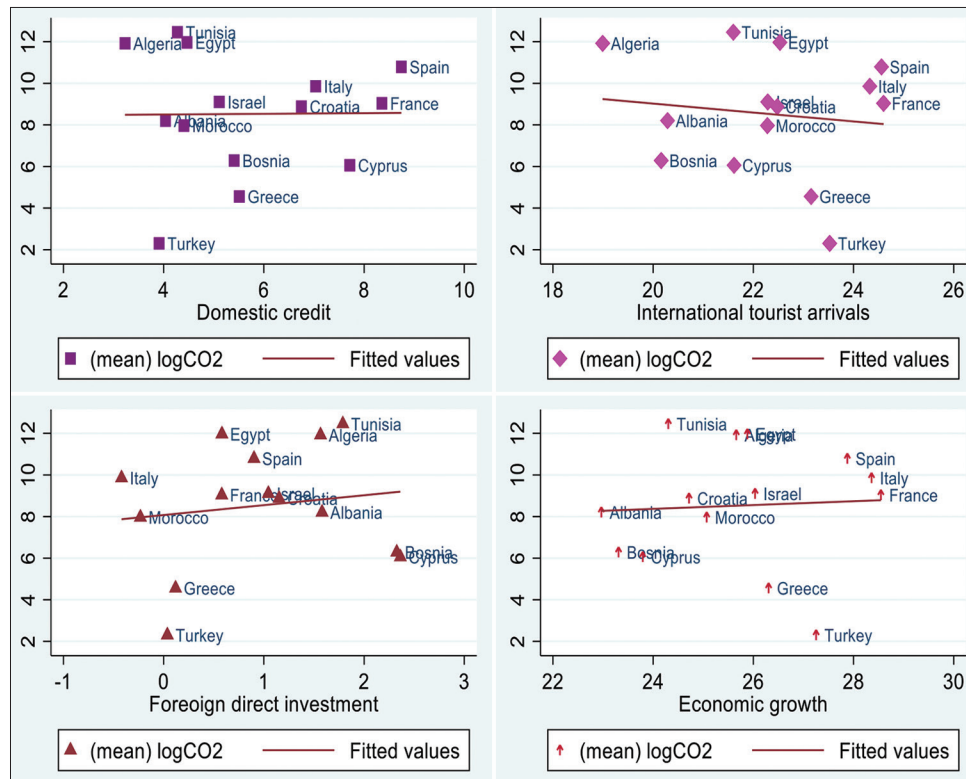 12
10
8
6
4
2
Tunisia
Algeria
Egypt
Spain
Italy
Israel
Croatia
France
Albania
Morocco
Bosnia
Cyprus
Greece
Turkey
2 4 6 8 10
Domestic credit
(mean) logCO2 Fitted values
12
10
8
6
4
2
Tunisia
Algeria
Egypt
Spain
Italy
Israel
Croatia
France
Albania
Morocco
Bosnia
Cyprus
Greece
Turkey
18 20 22 24 26
International tourist arrivals
(mean) logCO2 Fitted values
12
10
8
6
4
2
Tunisia
Egypt
Algeria
Spain
Italy
France
Israel
Croatia
Morocco
Albania
Bosnia
Cyprus
Greece
Turkey
-1 0 1 2 3
Foreign direct investment
(mean) logCO2 Fitted values
12
10
8
6
4
2
Tunisia
Algeria
Egypt
Spain
Italy
Croatia
Israel
France
Albania
Morocco
Bosnia
Cyprus
Greece
Turkey
22 24 26 28 30
Economic growth
(mean) logCO2 Fitted values